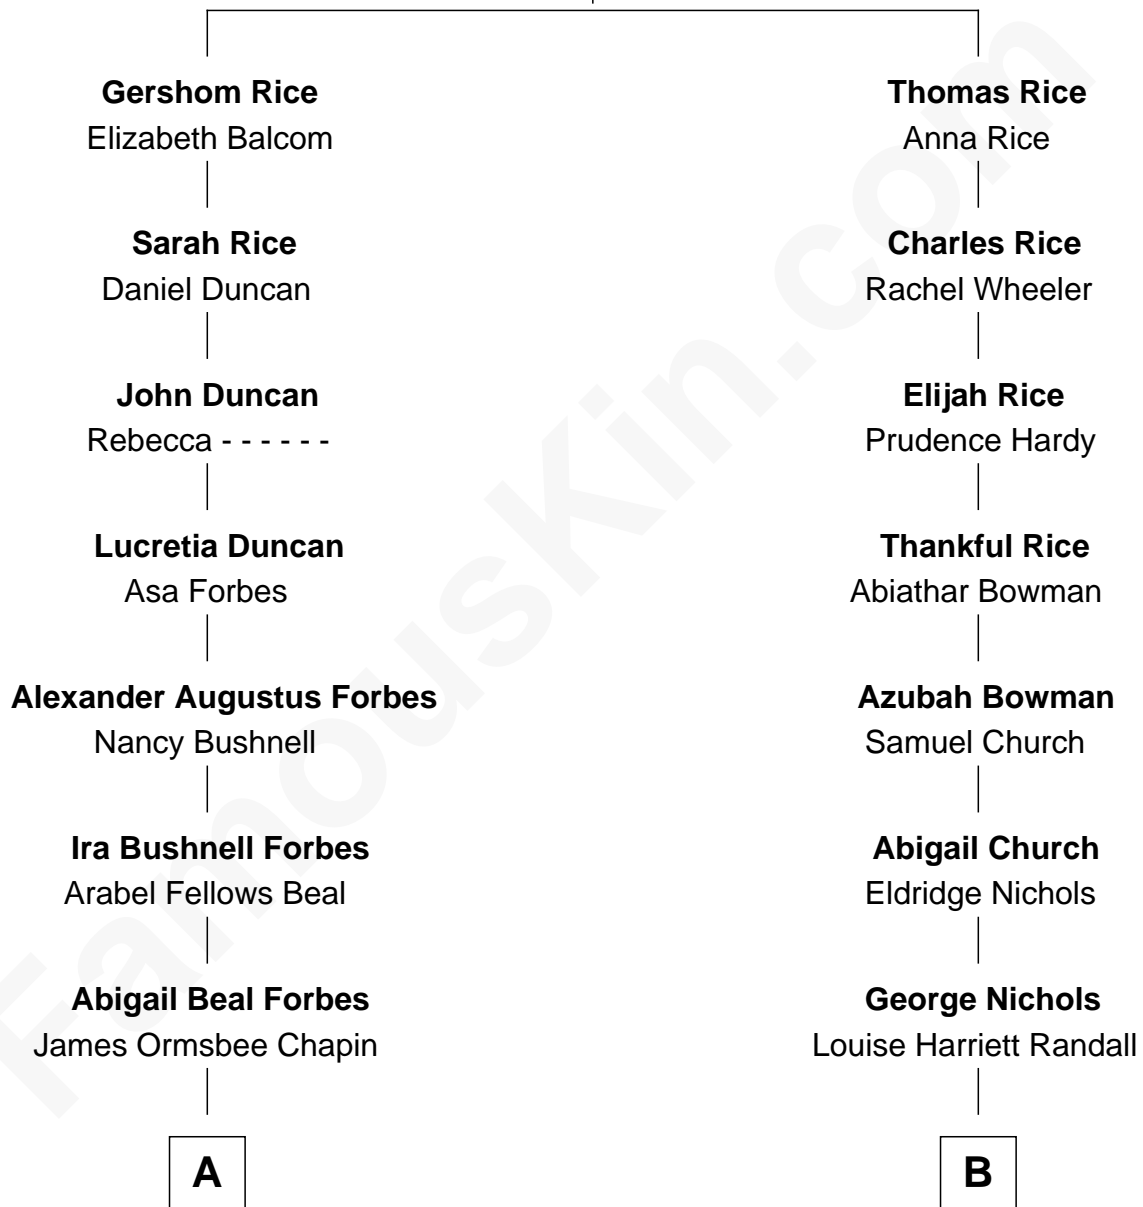 Gershom Rice
Elizabeth Balcom
Sarah Rice
Daniel Duncan
John Duncan
Rebecca - - - - - -
Lucretia Duncan
Asa Forbes
Alexander Augustus Forbes
Nancy Bushnell
Ira Bushnell Forbes
Arabel Fellows Beal
Abigail Beal Forbes
James Ormsbee Chapin
A
Thomas Rice
Anna Rice
Charles Rice
Rachel Wheeler
Elijah Rice
Prudence Hardy
Thankful Rice
Abiathar Bowman
Azubah Bowman
Samuel Church
Abigail Church
Eldridge Nichols
George Nichols
Louise Harriett Randall
B
FamousKin.com